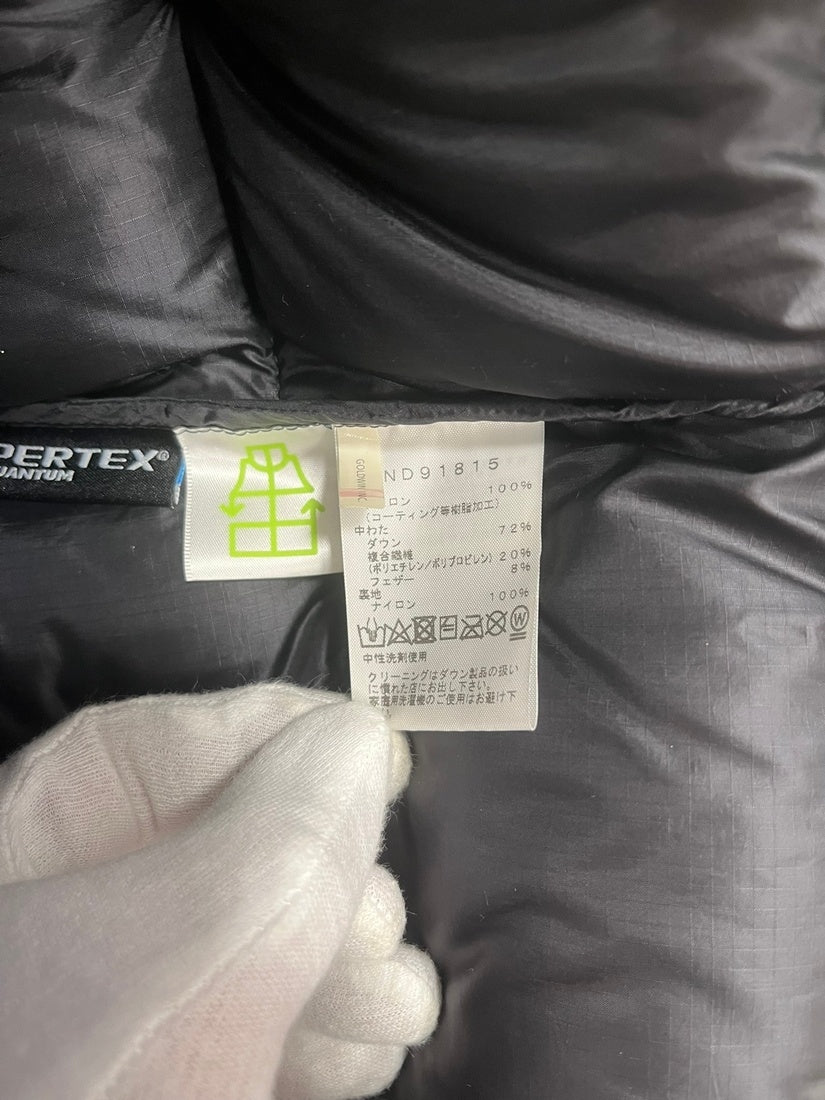 PERTEX®
QUANTUM
GOLDWIN INC
ND91815
ロン 100%
(コーティング等樹脂加工)
中わた
ダウン 72%
複合繊維
(ポリエチレン/ポリプロピレン) 20%
フェザー 8%
裏地
ナイロン 100%
W
中性洗剤使用
クリーニングはダウン製品の扱い
に慣れた店にお出し下さい。
家庭用洗濯機のご使用はお避け下